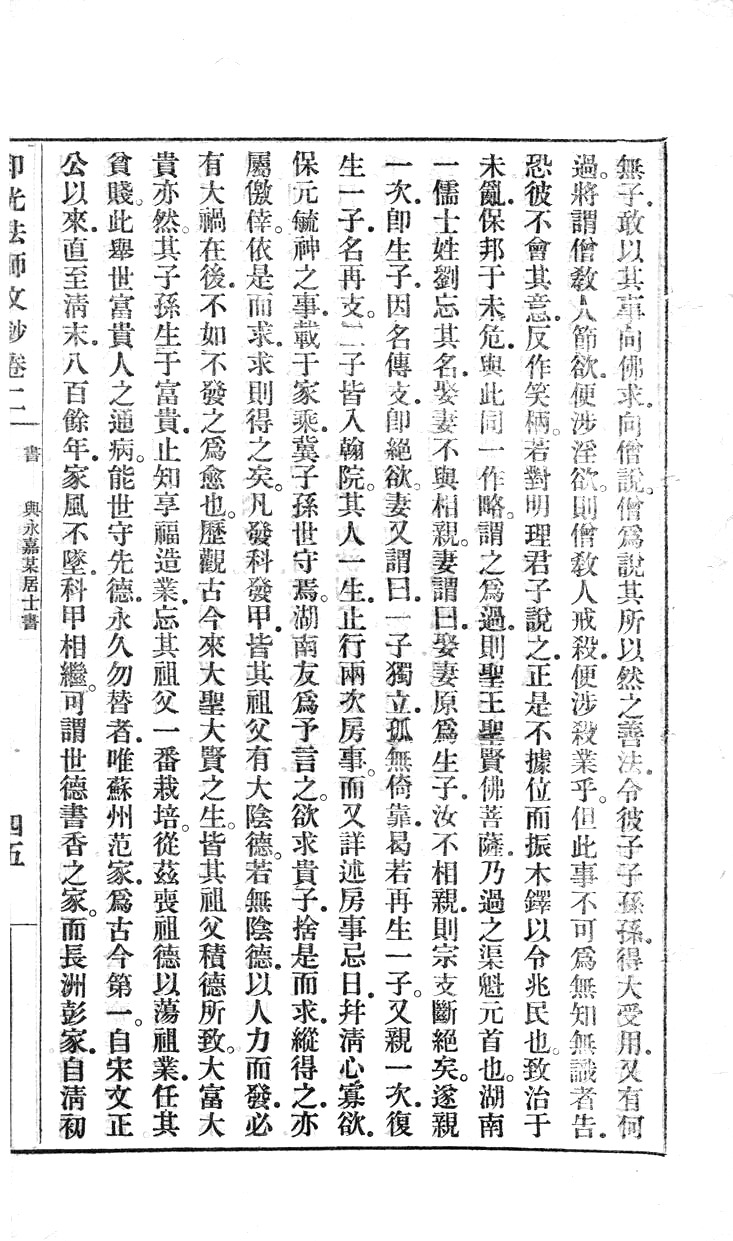 無子。敢以其事向佛求。向僧說。僧爲說其所以然之善法。令彼子子孫孫。得大受用。又有何
過。將謂僧敎人節欲。便涉淫欲。則僧敎人戒殺。便涉殺業乎。但此事不可爲無知無識者告。
恐彼不會其意。反作笑柄。若對明理君子說之。正是不據位而振木鐸以令兆民也。致治于
未亂。保邦于未危。與此同一作略。謂之爲過。則聖王聖賢佛菩薩。乃過之渠魁元首也。湖南
一儒士姓劉。忘其名。娶妻不與相親。妻謂曰。娶妻原爲生子。汝不相親。則宗支斷絕矣。遂親
一次。卽生子。因名傳支。卽絕欲。妻又謂曰。一子獨立。孤無倚靠。曷若再生一子。又親一次。復
生一子。名再支。二子皆入翰院。其人一生。止行兩次房事。而又詳述房事忌日。幷淸心寡欲。
保元毓神之事。載于家乘。冀子孫世守焉。湖南友爲予言之。欲求貴子。捨是而求。縱得之。亦
屬儌倖。依是而求。求則得之矣。凡發科發甲。皆其祖父有大陰德。若無陰德。以人力而發。必
有大禍在後。不如不發之爲愈也。歷觀古今來大聖大賢之生。皆其祖父積德所致。大富大
貴亦然。其子孫生于富貴。止知享福造業。忘其祖父一番栽培。從茲喪祖德以蕩祖業。任其
貧賤。此舉世富貴人之通病。能世守先德。永久勿替者。唯蘇州范家。爲古今第一。自宋文正
公以來。直至淸末。八百餘年。家風不墜。科甲相繼。可謂世德書香之家。而長洲彭家。自淸初
印光法師文鈔卷二 書 與永嘉某居士書 四五